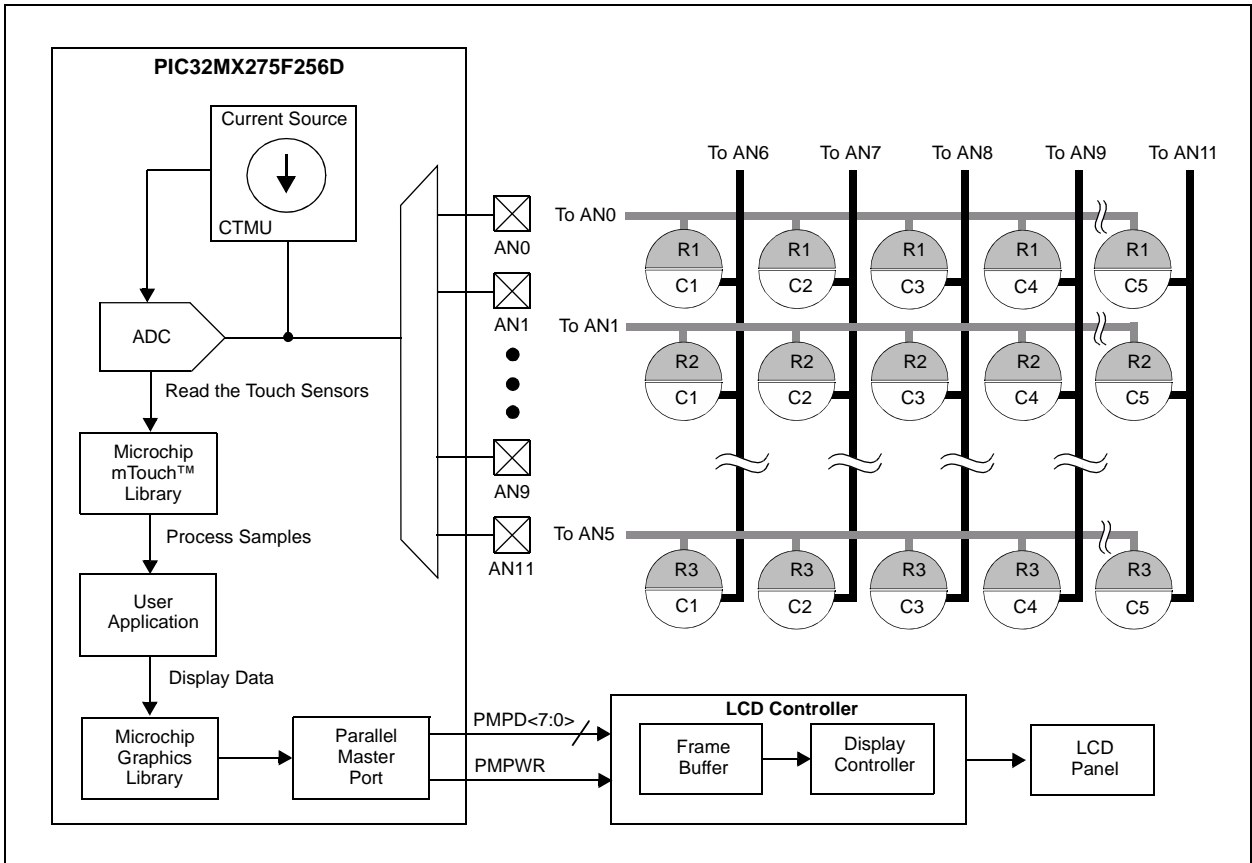 PIC32MX275F256D
Current Source
CTMU
ADC
Read the Touch Sensors
Microchip
mTouch™
Library
Process Samples
User
Application
Display Data
Microchip
Graphics
Library
Parallel
Master
Port
AN0
AN1
AN9
AN11
To AN6
To AN7
To AN8
To AN9
To AN11
To AN0
R1 R1 R1 R1 R1
C1 C2 C3 C4 C5
To AN1
R2 R2 R2 R2 R2
C1 C2 C3 C4 C5
To AN5
R3 R3 R3 R3 R3
C1 C2 C3 C4 C5
PMPD<7:0>
PMPWR
LCD Controller
Frame
Buffer
Display
Controller
LCD
Panel